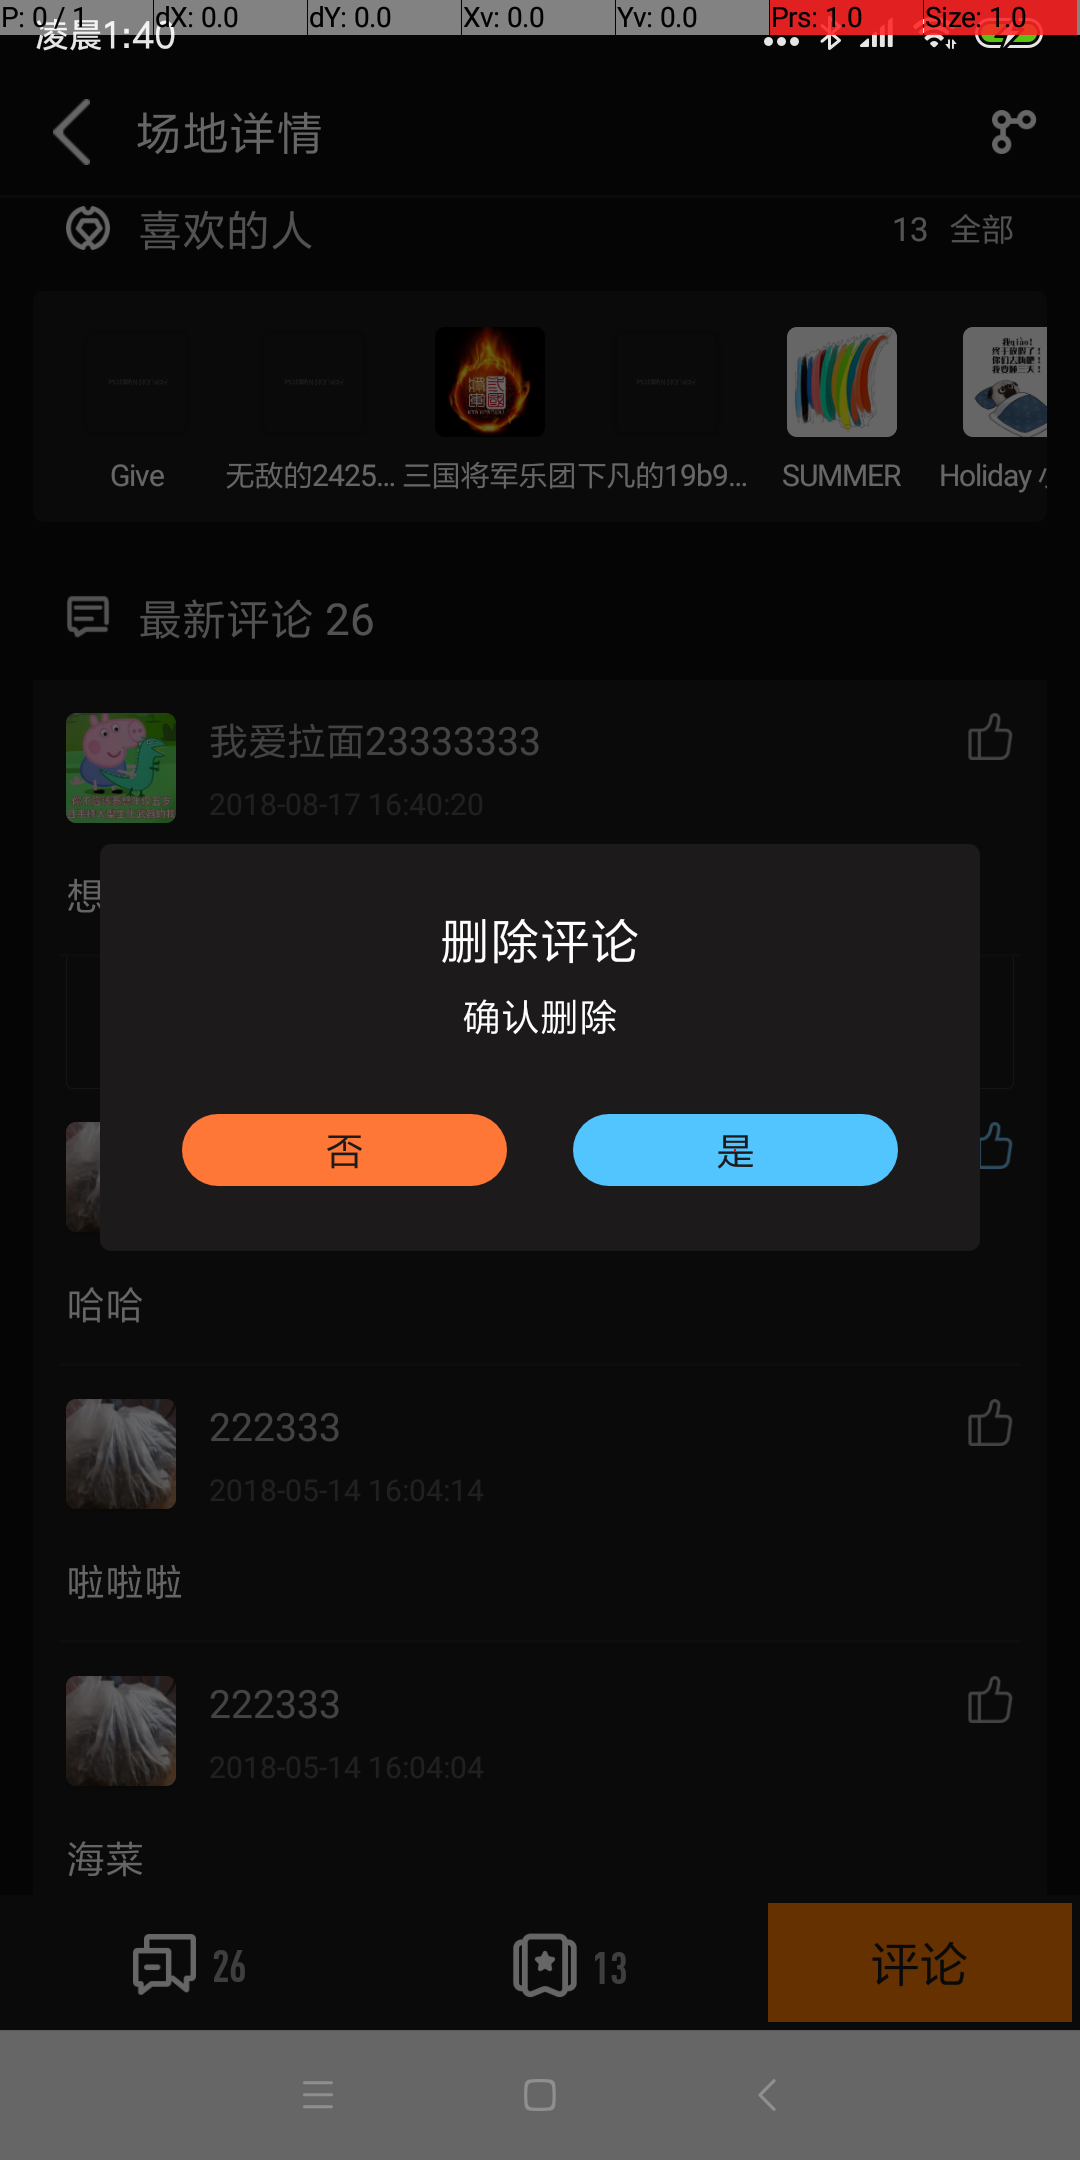 P: 0 / 1 dX: 0.0 dY: 0.0 Xv: 0.0 Yv: 0.0 Prs: 1.0 Size: 1.0
凌晨1:40
场地详情
喜欢的人 13 全部
Give 无敌的2425... 三国将军乐团 下凡的19b9... SUMMER Holiday
最新评论 26
我爱拉面23333333
2018-08-17 16:40:20
想
删除评论
确认删除
否 是
哈哈
222333
2018-05-14 16:04:14
啦啦啦
222333
2018-05-14 16:04:04
海菜
26 13 评论